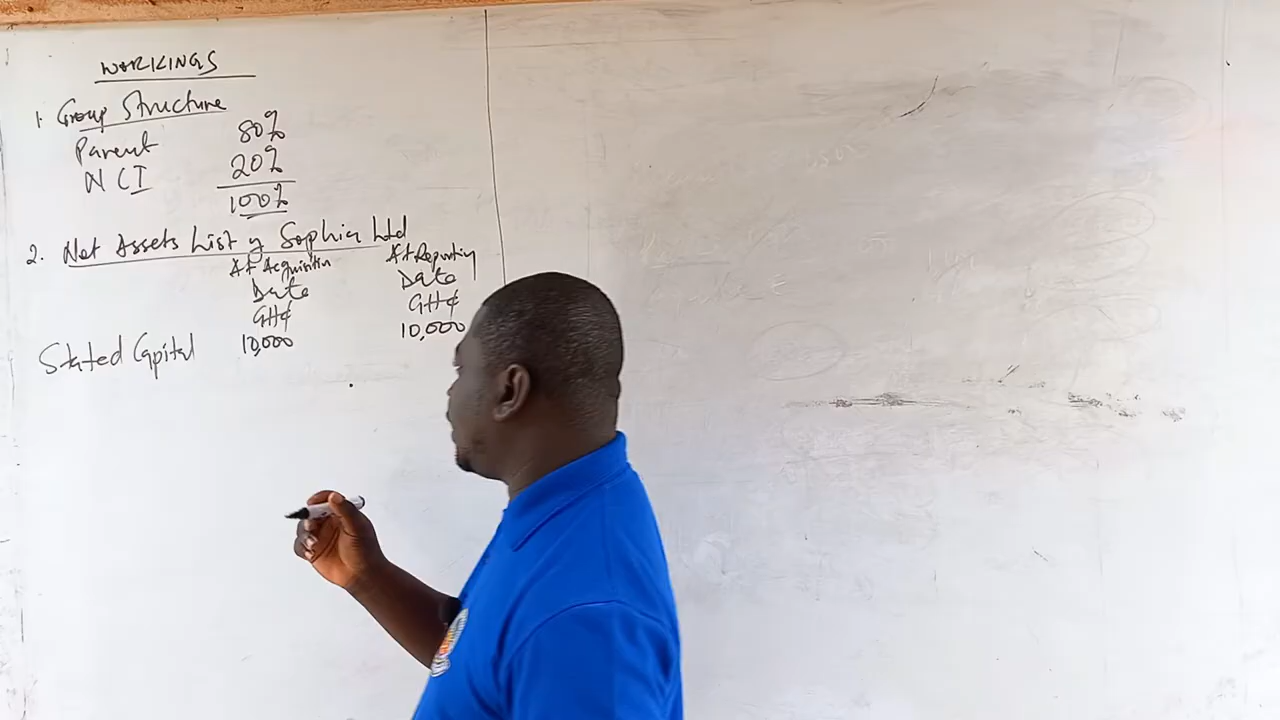 WORKINGS
1. Group Structure
Parent 80%
NCI 20%
100%
2. Net Assets List of Sophia Ltd
At Acquisition Date At Reporting Date
GH¢ GH¢
Stated Capital 10,000 10,000